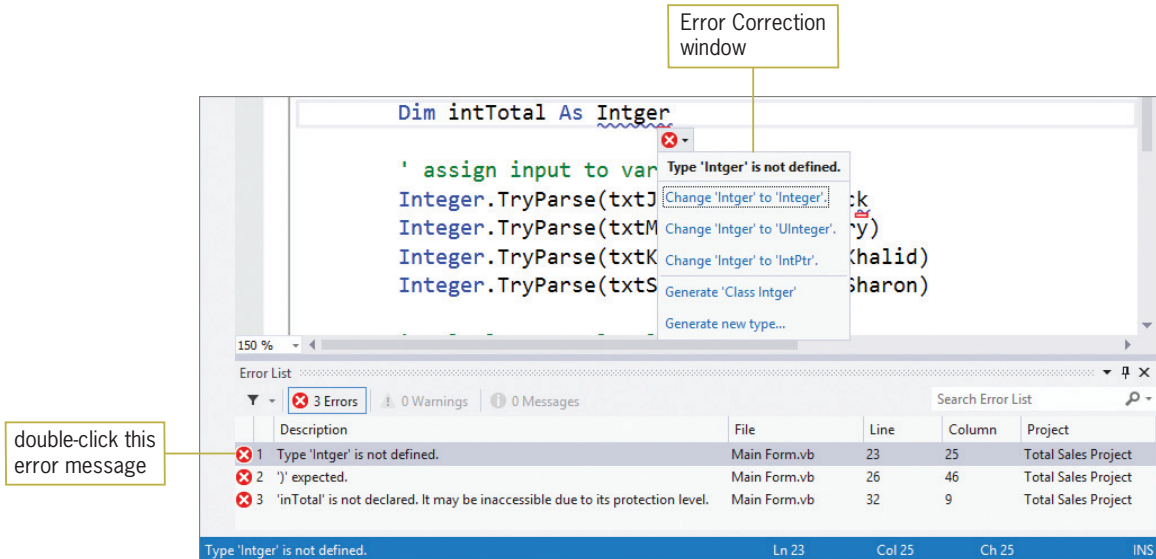 Error Correction
window
Dim intTotal As Intger
' assign input to var
Type 'Intger' is not defined.
Integer.TryParse(txtJ
Change 'Intger' to 'Integer'.
ck
Integer.TryParse(txtM
Change 'Intger' to 'UInteger'.
ry)
Integer.TryParse(txtK
Change 'Intger' to 'IntPtr'.
Khalid)
Integer.TryParse(txtS
Generate 'Class Intger'
Sharon)
Generate new type...
150 %
Error List
3 Errors
0 Warnings
0 Messages
Search Error List
Description File Line Column Project
double-click this
error message
1 Type 'Intger' is not defined. Main Form.vb 23 25 Total Sales Project
2 ')' expected. Main Form.vb 26 46 Total Sales Project
3 'inTotal' is not declared. It may be inaccessible due to its protection level. Main Form.vb 32 9 Total Sales Project
Type 'Intger' is not defined. Ln 23 Col 25 Ch 25 INS